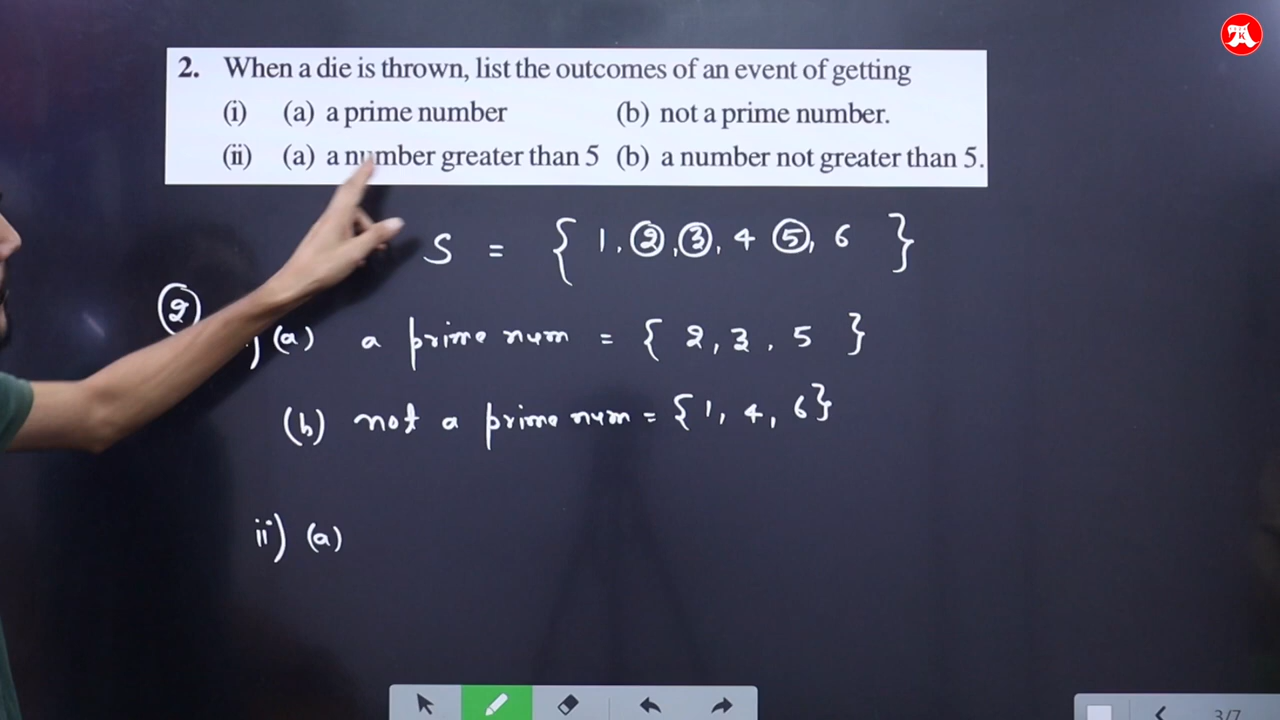 2. When a die is thrown, list the outcomes of an event of getting
(i) (a) a prime number (b) not a prime number.
(ii) (a) a number greater than 5 (b) a number not greater than 5.
S = { 1, 2, 3, 4 5, 6 }
2
) (a) a prime num = { 2, 3, 5 }
(b) not a prime num = {1, 4, 6}
ii) (a)
3/7
K